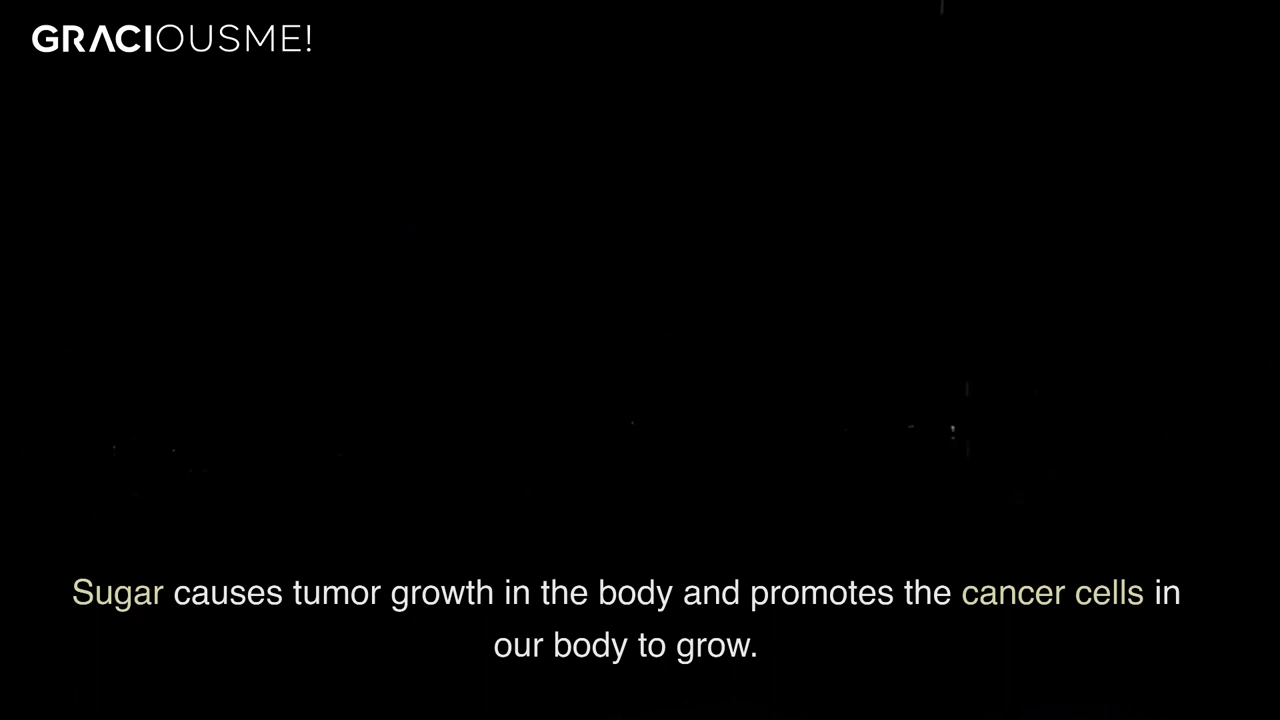 GRACIOUSME!
Sugar causes tumor growth in the body and promotes the cancer cells in
our body to grow.